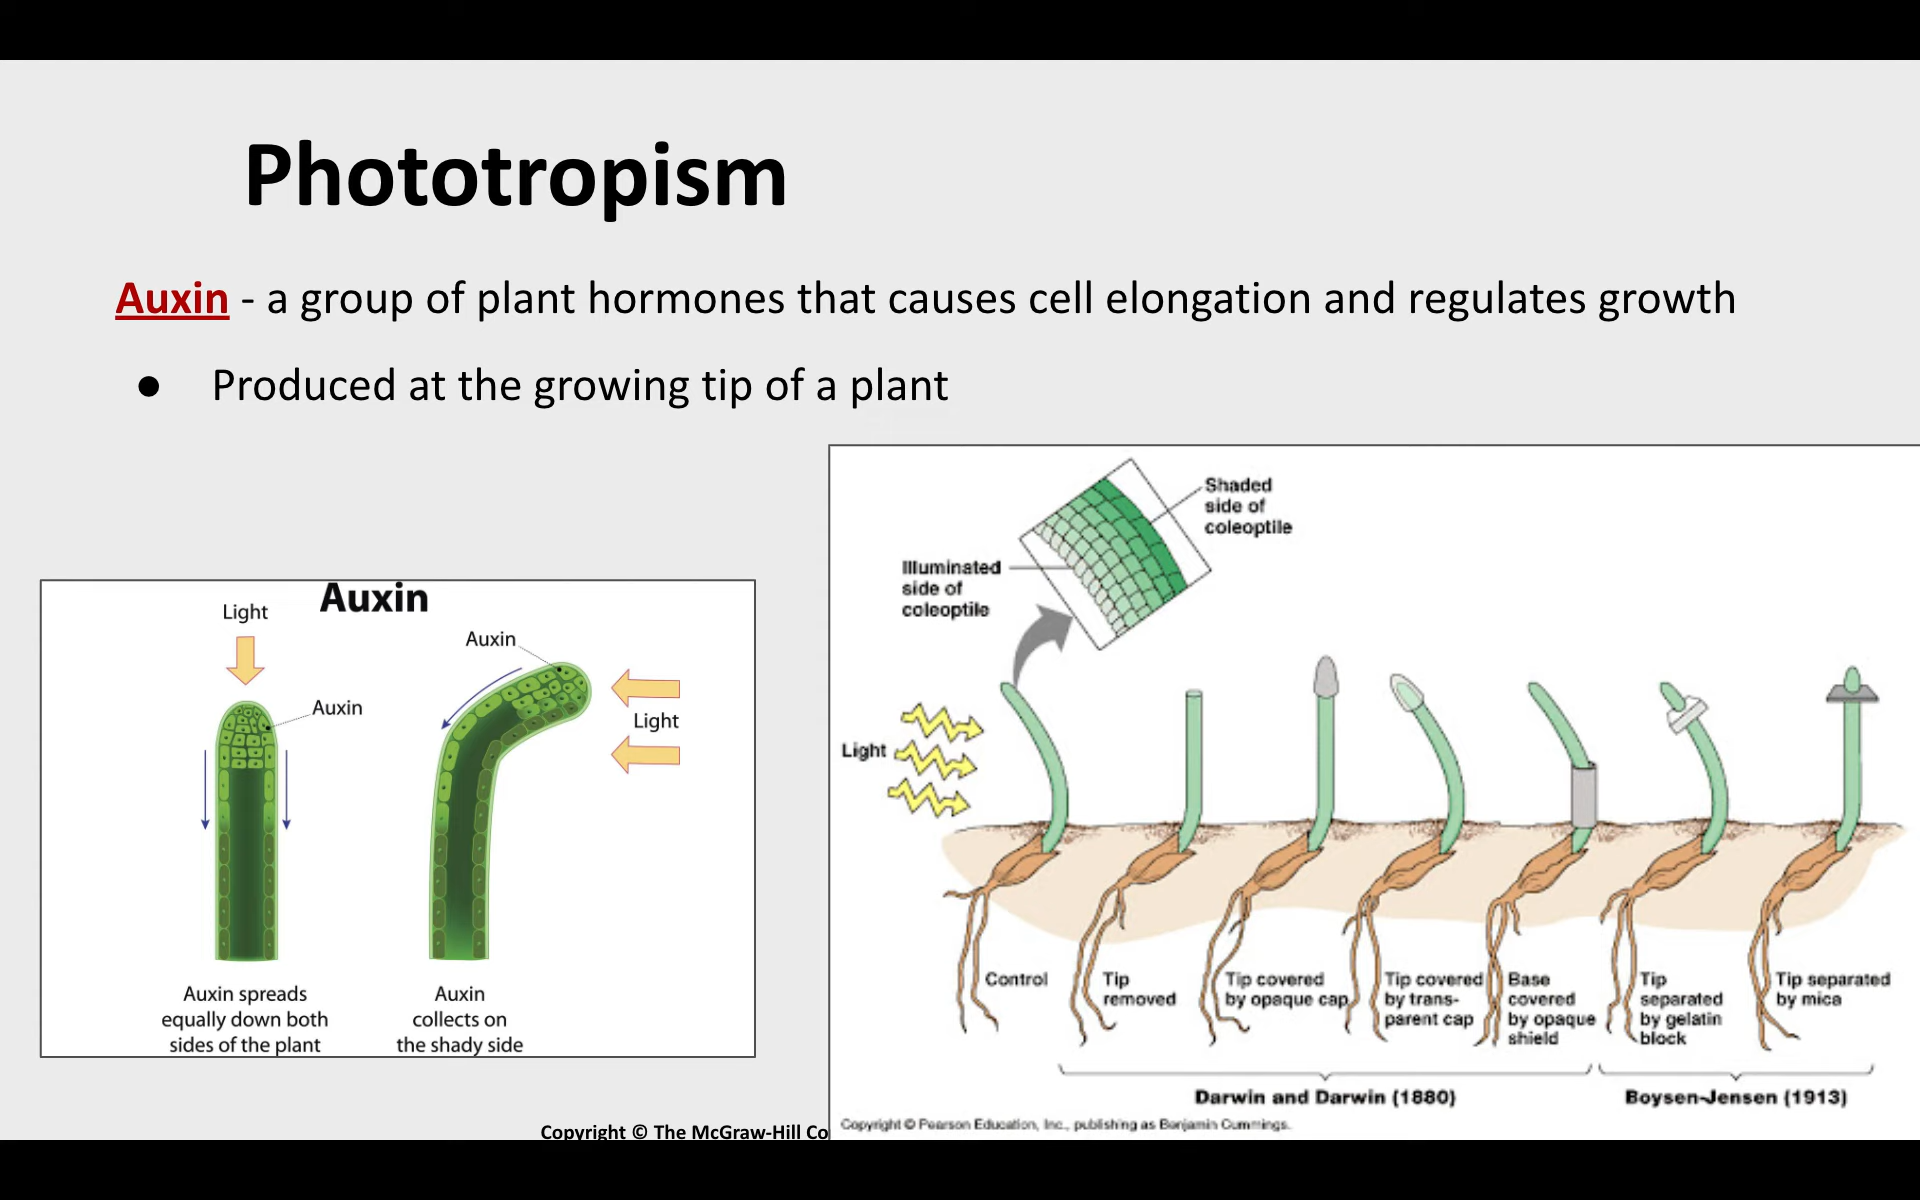 Phototropism
Auxin - a group of plant hormones that causes cell elongation and regulates growth
● Produced at the growing tip of a plant
Auxin
Light
Auxin
Auxin
Light
Auxin spreads
equally down both
sides of the plant
Auxin
collects on
the shady side
Shaded
side of
coleoptile
Illuminated
side of
coleoptile
Light
Control
Tip
removed
Tip covered
by opaque cap
Tip covered
by trans-
parent cap
Base
covered
by opaque
shield
Tip
separated
by gelatin
block
Tip separated
by mica
Darwin and Darwin (1880)
Boysen-Jensen (1913)
Copyright © The McGraw-Hill Co
Copyright © Pearson Education, Inc., publishing as Benjamin Cummings.